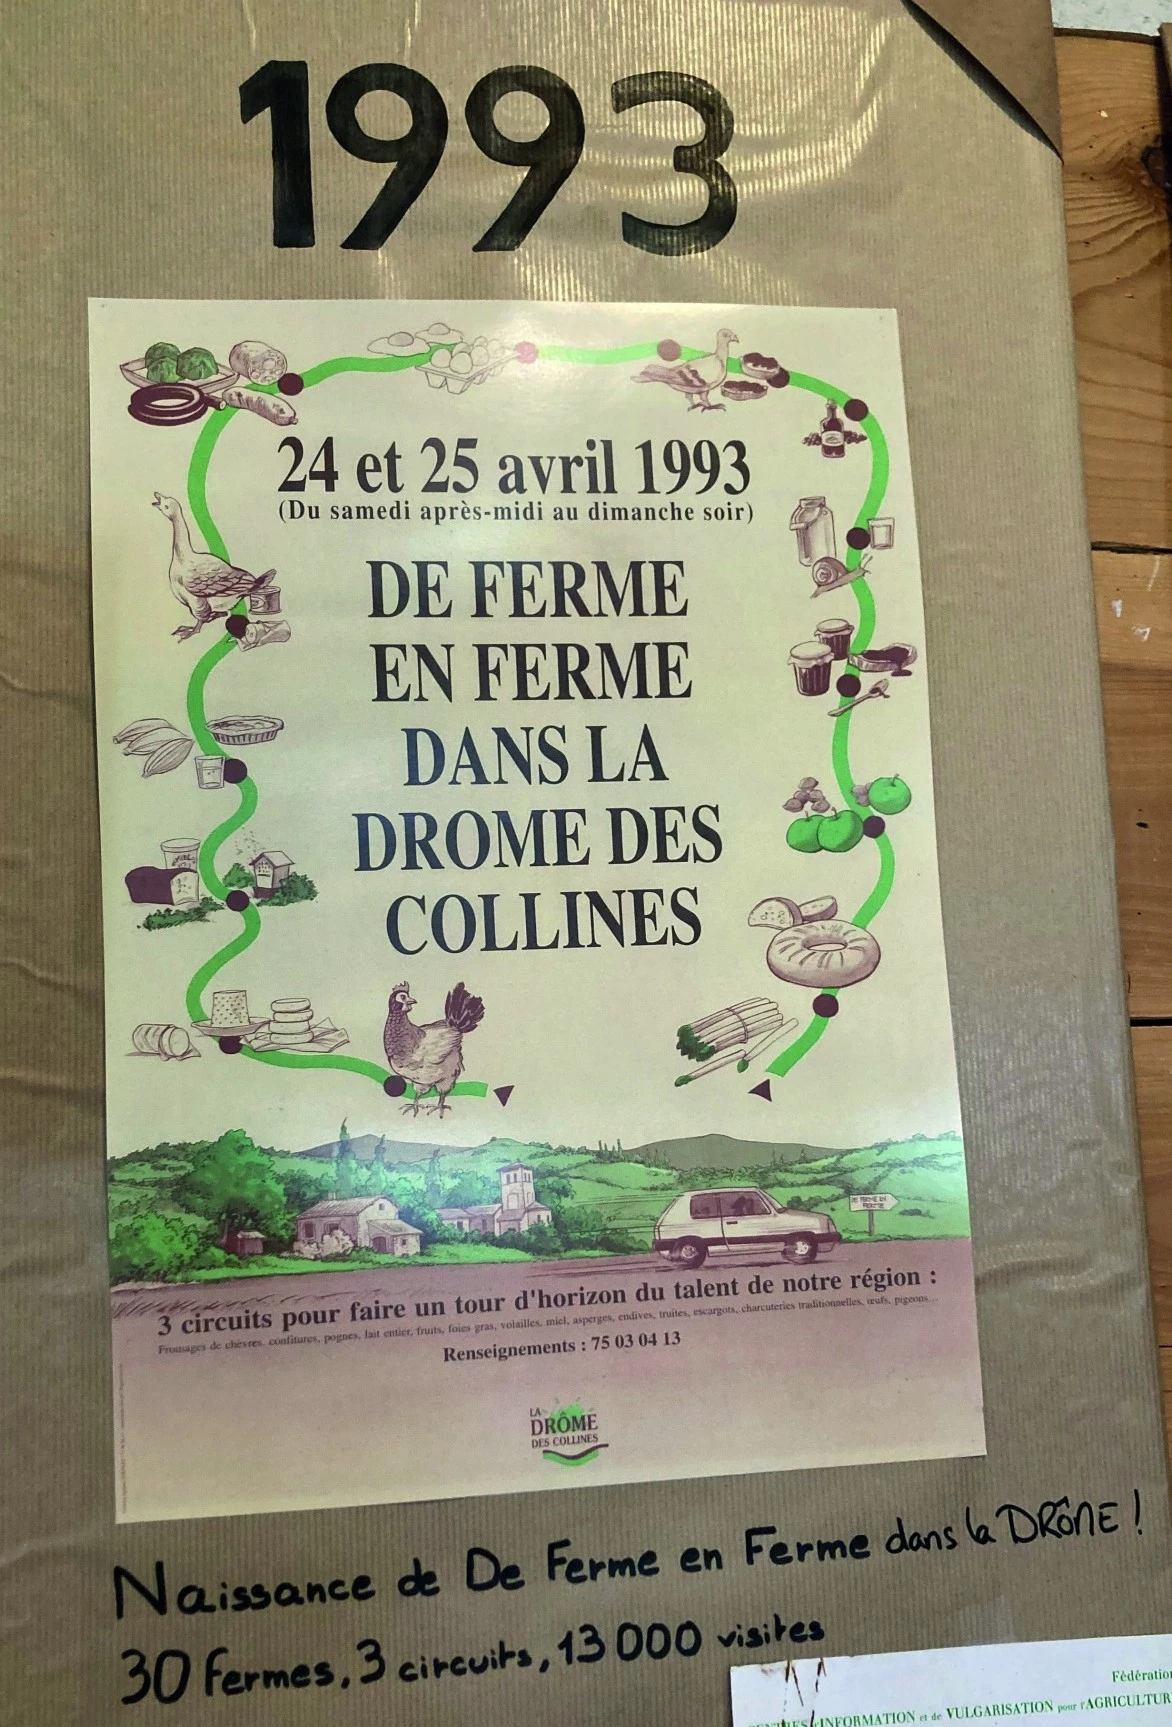 1993
24 et 25 avril 1993
(Du samedi après-midi au dimanche soir)
DE FERME
EN FERME
DANS LA
DROME DES
COLLINES
DE FERME EN
FERME
3 circuits pour faire un tour d'horizon du talent de notre région :
Fromages de chèvres, confitures, pognes, lait entier, fruits, foies gras, volailles, miel, asperges, endives, truites, escargots, charcuteries traditionnelles, œufs, pigeons...
Renseignements : 75 03 04 13
LA
DRÔME
DES COLLINES
Naissance de De Ferme en Ferme dans la DRÔME !
30 fermes, 3 circuits, 13 000 visites
Fédération
d'INFORMATION et de VULGARISATION pour l'AGRICULTUR